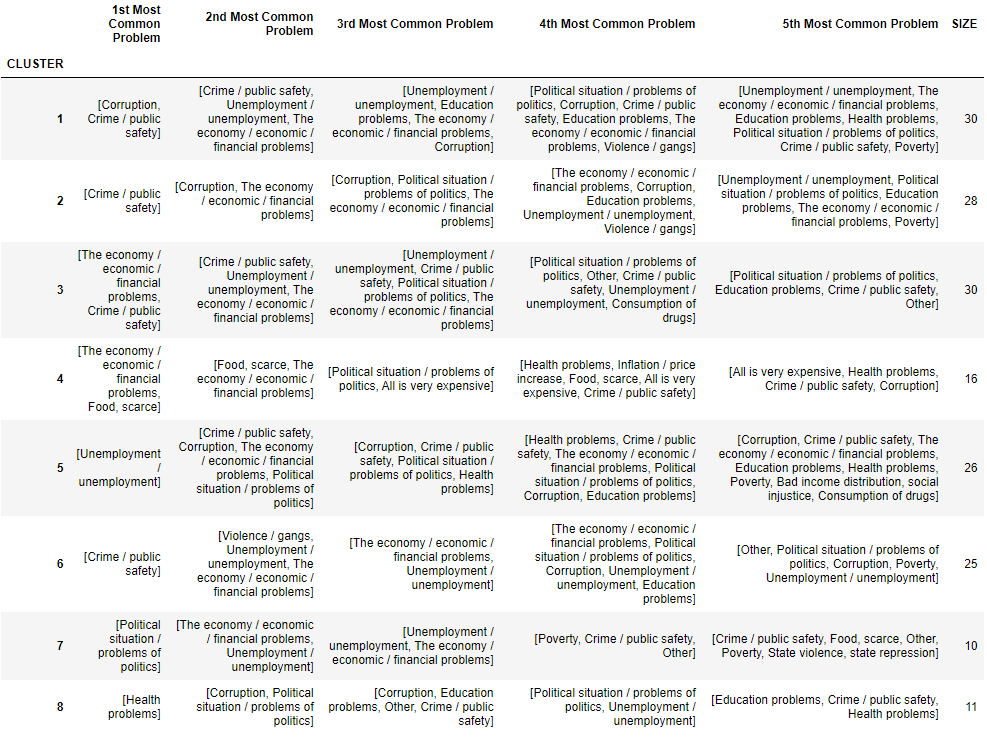 1st Most
Common
Problem
2nd Most Common
Problem
3rd Most Common Problem
4th Most Common Problem
5th Most Common Problem
SIZE
CLUSTER
1
[Corruption,
Crime / public
safety]
[Crime / public safety,
Unemployment /
unemployment, The
economy / economic /
financial problems]
[Unemployment /
unemployment, Education
problems, The economy /
economic / financial problems,
Corruption]
[Political situation / problems of
politics, Corruption, Crime / public
safety, Education problems, The
economy / economic / financial
problems, Violence / gangs]
[Unemployment / unemployment, The
economy / economic / financial problems,
Education problems, Health problems,
Political situation / problems of politics,
Crime / public safety, Poverty]
30
2
[Crime / public
safety]
[Corruption, The economy
/ economic / financial
problems]
[Corruption, Political situation /
problems of politics, The
economy / economic / financial
problems]
[The economy / economic /
financial problems, Corruption,
Education problems,
Unemployment / unemployment,
Violence / gangs]
[Unemployment / unemployment, Political
situation / problems of politics, Education
problems, The economy / economic /
financial problems, Poverty]
28
3
[The economy /
economic /
financial
problems,
Crime / public
safety]
[Crime / public safety,
Unemployment /
unemployment, The
economy / economic /
financial problems]
[Unemployment /
unemployment, Crime / public
safety, Political situation /
problems of politics, The
economy / economic / financial
problems]
[Political situation / problems of
politics, Other, Crime / public
safety, Unemployment /
unemployment, Consumption of
drugs]
[Political situation / problems of politics,
Education problems, Crime / public safety,
Other]
30
4
[The economy /
economic /
financial
problems,
Food, scarce]
[Food, scarce, The
economy / economic /
financial problems]
[Political situation / problems of
politics, All is very expensive]
[Health problems, Inflation / price
increase, Food, scarce, All is very
expensive, Crime / public safety]
[All is very expensive, Health problems,
Crime / public safety, Corruption]
16
5
[Unemployment
/
unemployment]
[Crime / public safety,
Corruption, The economy
/ economic / financial
problems, Political
situation / problems of
politics]
[Corruption, Crime / public
safety, Political situation /
problems of politics, Health
problems]
[Health problems, Crime / public
safety, The economy / economic /
financial problems, Political
situation / problems of politics,
Corruption, Education problems]
[Corruption, Crime / public safety, The
economy / economic / financial problems,
Education problems, Health problems,
Poverty, Bad income distribution, social
injustice, Consumption of drugs]
26
6
[Crime / public
safety]
[Violence / gangs,
Unemployment /
unemployment, The
economy / economic /
financial problems]
[The economy / economic /
financial problems,
Unemployment /
unemployment]
[The economy / economic /
financial problems, Political
situation / problems of politics,
Corruption, Unemployment /
unemployment, Education
problems]
[Other, Political situation / problems of
politics, Corruption, Poverty,
Unemployment / unemployment]
25
7
[Political
situation /
problems of
politics]
[The economy / economic
/ financial problems,
Unemployment /
unemployment]
[Unemployment /
unemployment, The economy /
economic / financial problems]
[Poverty, Crime / public safety,
Other]
[Crime / public safety, Food, scarce, Other,
Poverty, State violence, state repression]
10
8
[Health
problems]
[Corruption, Political
situation / problems of
politics]
[Corruption, Education
problems, Other, Crime / public
safety]
[Political situation / problems of
politics, Unemployment /
unemployment]
[Education problems, Crime / public safety,
Health problems]
11